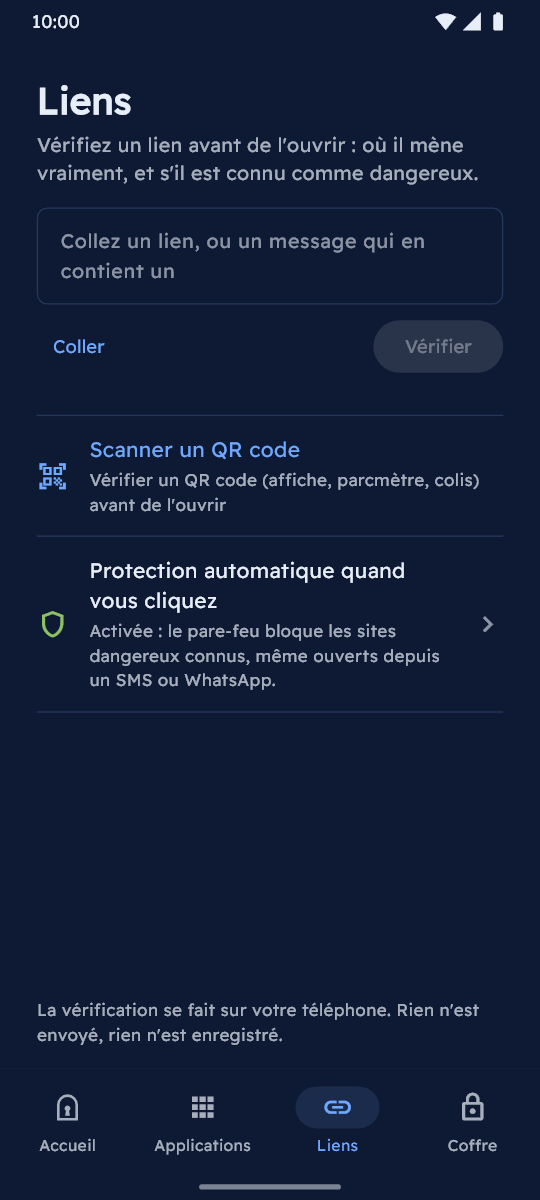 10:00
Liens
Vérifiez un lien avant de l'ouvrir : où il mène
vraiment, et s'il est connu comme dangereux.
Collez un lien, ou un message qui en
contient un
Coller
Vérifier
Scanner un QR code
Vérifier un QR code (affiche, parcmètre, colis)
avant de l'ouvrir
Protection automatique quand
vous cliquez
Activée : le pare-feu bloque les sites
dangereux connus, même ouverts depuis
un SMS ou WhatsApp.
La vérification se fait sur votre téléphone. Rien n'est
envoyé, rien n'est enregistré.
Accueil
Applications
Liens
Coffre